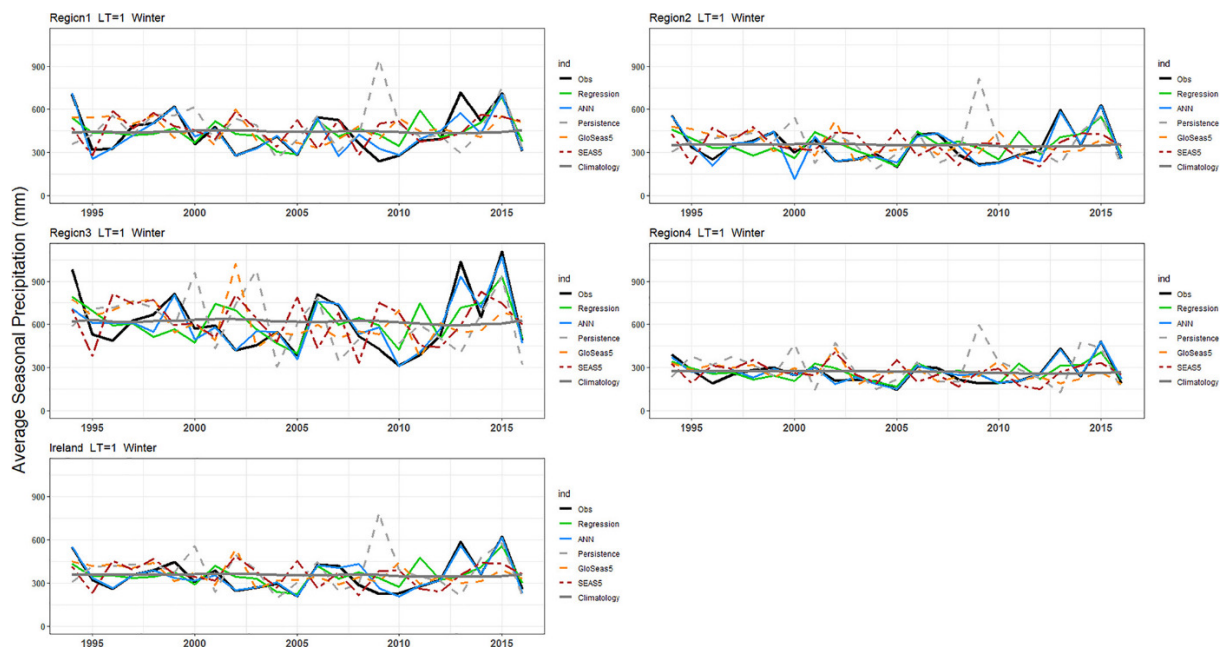 Average Seasonal Precipitation (mm)
Region1 LT=1 Winter
900
600
300
0
1995 2000 2005 2010 2015
ind
Obs
Regression
ANN
Persistence
GloSeas5
SEAS5
Climatology
Region2 LT=1 Winter
900
600
300
0
1995 2000 2005 2010 2015
ind
Obs
Regression
ANN
Persistence
GloSeas5
SEAS5
Climatology
Region3 LT=1 Winter
900
600
300
0
1995 2000 2005 2010 2015
ind
Obs
Regression
ANN
Persistence
GloSeas5
SEAS5
Climatology
Region4 LT=1 Winter
900
600
300
0
1995 2000 2005 2010 2015
ind
Obs
Regression
ANN
Persistence
GloSeas5
SEAS5
Climatology
Ireland LT=1 Winter
900
600
300
0
1995 2000 2005 2010 2015
ind
Obs
Regression
ANN
Persistence
GloSeas5
SEAS5
Climatology